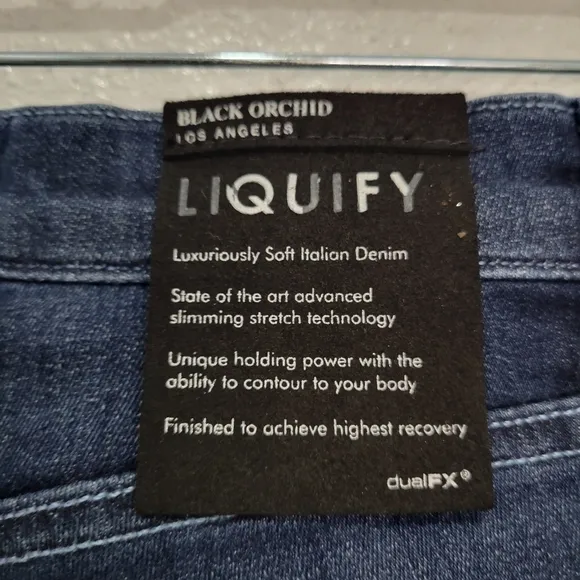 BLACK ORCHID
LOS ANGELES
LIQUIFY
Luxuriously Soft Italian Denim
State of the art advanced
slimming stretch technology
Unique holding power with the
ability to contour to your body
Finished to achieve highest recovery
dualFX®